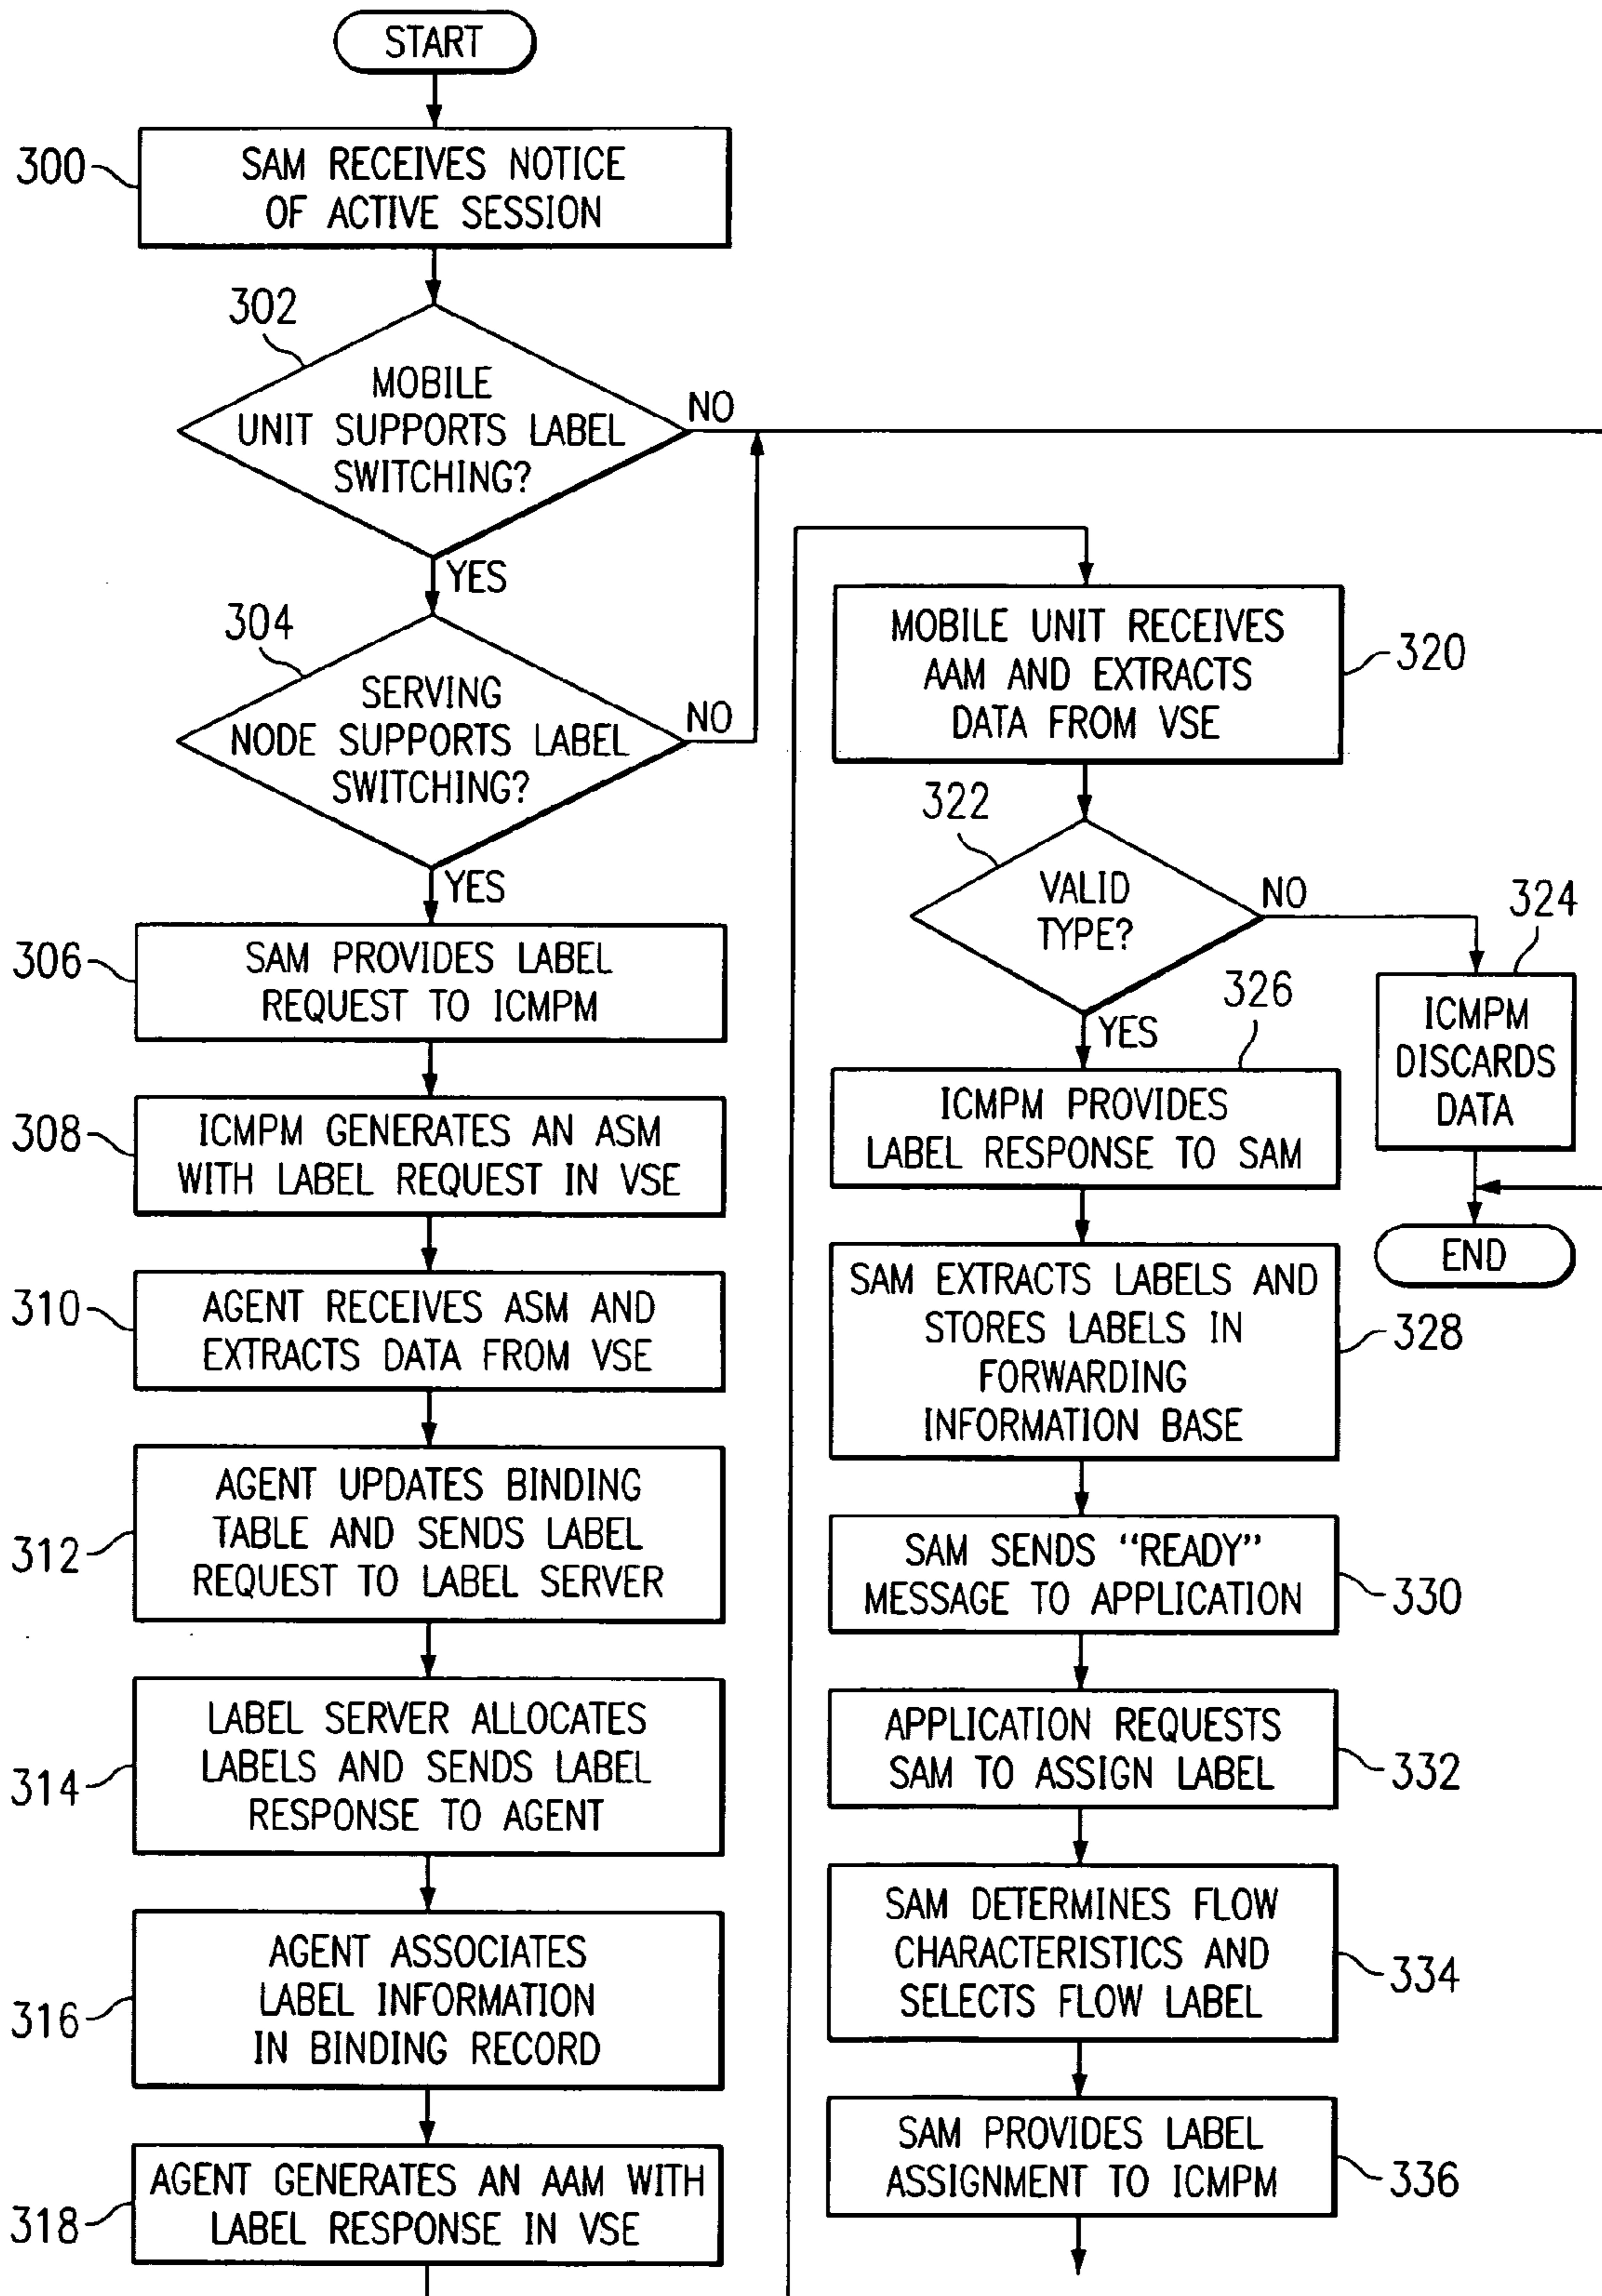 START
300
SAM RECEIVES NOTICE
OF ACTIVE SESSION
302
MOBILE
UNIT SUPPORTS LABEL
SWITCHING?
NO
YES
304
SERVING
NODE SUPPORTS LABEL
SWITCHING?
NO
YES
306
SAM PROVIDES LABEL
REQUEST TO ICMPM
308
ICMPM GENERATES AN ASM
WITH LABEL REQUEST IN VSE
310
AGENT RECEIVES ASM AND
EXTRACTS DATA FROM VSE
312
AGENT UPDATES BINDING
TABLE AND SENDS LABEL
REQUEST TO LABEL SERVER
314
LABEL SERVER ALLOCATES
LABELS AND SENDS LABEL
RESPONSE TO AGENT
316
AGENT ASSOCIATES
LABEL INFORMATION
IN BINDING RECORD
318
AGENT GENERATES AN AAM WITH
LABEL RESPONSE IN VSE
MOBILE UNIT RECEIVES
AAM AND EXTRACTS
DATA FROM VSE
320
322
VALID
TYPE?
NO
YES
324
ICMPM
DISCARDS
DATA
END
326
ICMPM PROVIDES
LABEL RESPONSE TO SAM
SAM EXTRACTS LABELS AND
STORES LABELS IN
FORWARDING
INFORMATION BASE
328
SAM SENDS “READY”
MESSAGE TO APPLICATION
330
APPLICATION REQUESTS
SAM TO ASSIGN LABEL
332
SAM DETERMINES FLOW
CHARACTERISTICS AND
SELECTS FLOW LABEL
334
SAM PROVIDES LABEL
ASSIGNMENT TO ICMPM
336